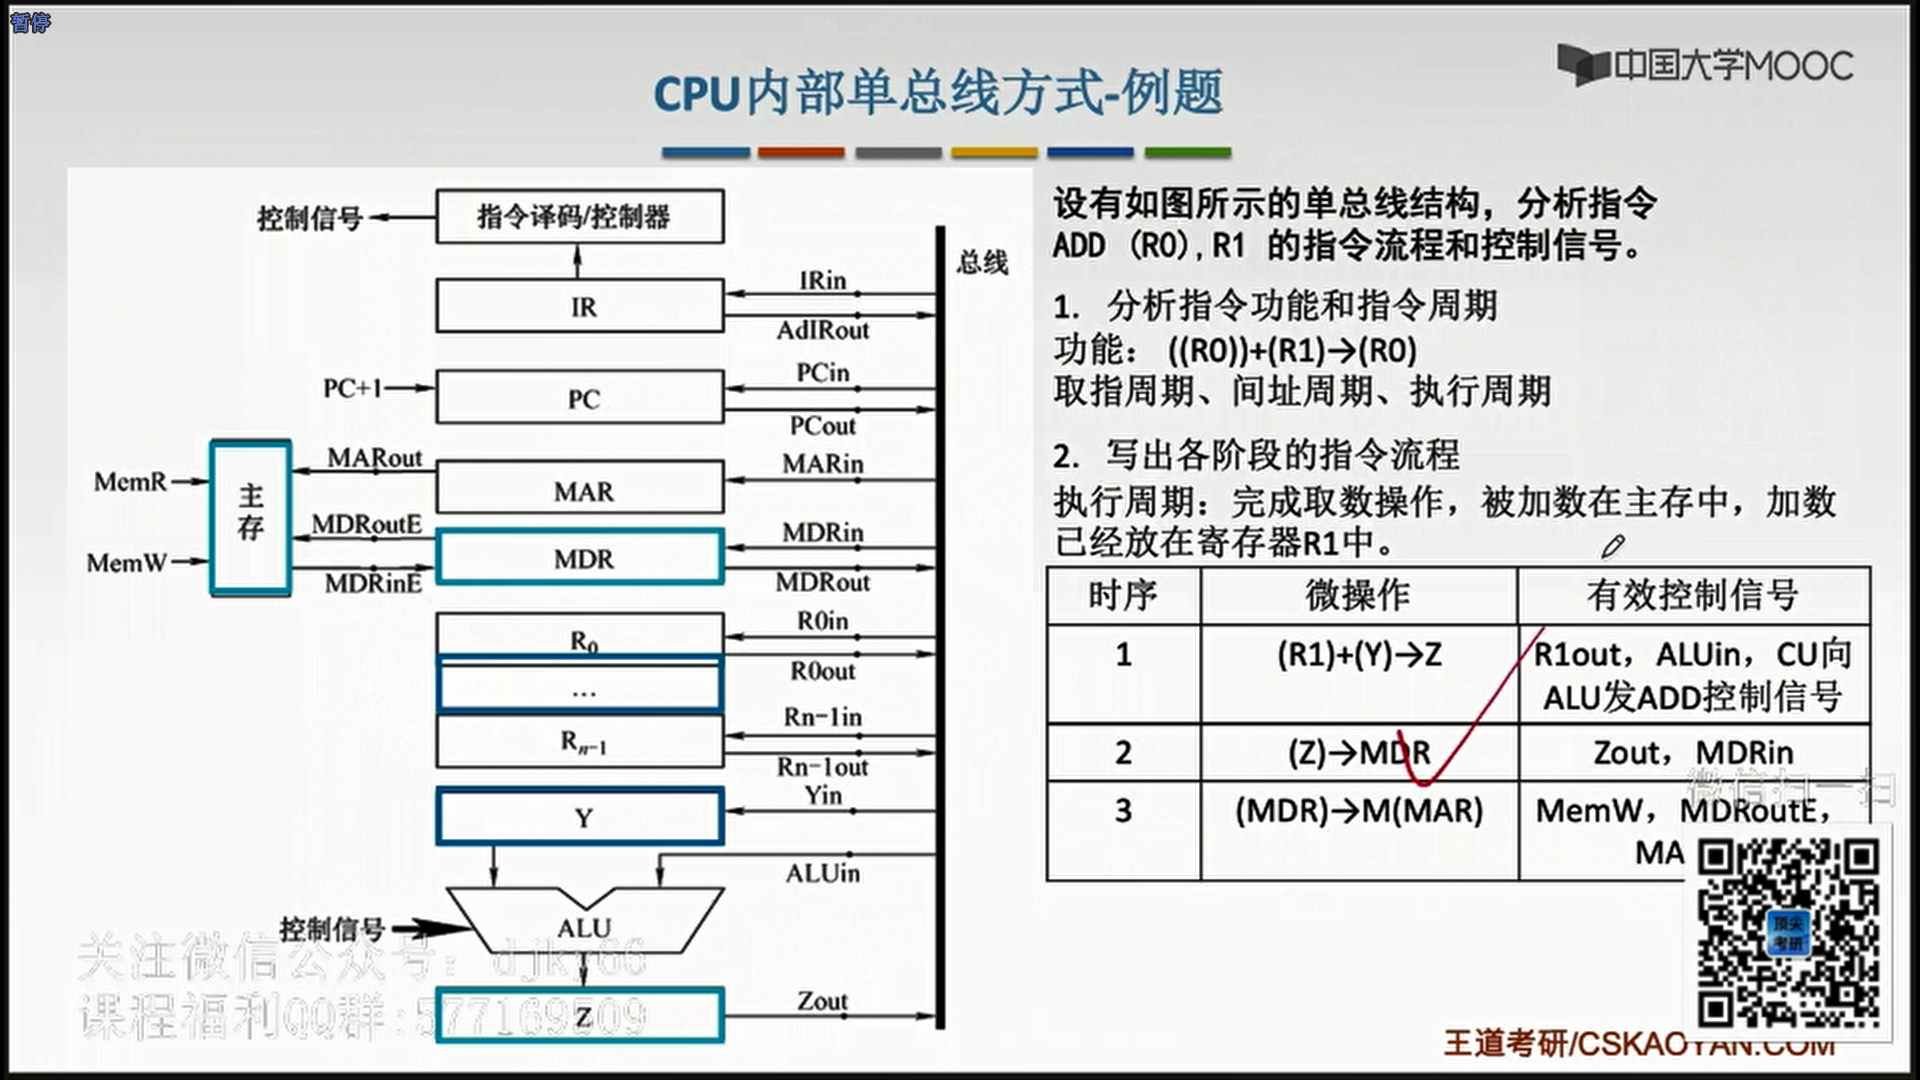 暂停
中国大学MOOC
CPU内部单总线方式-例题
控制信号
指令译码/控制器
总线
IR
IRin
AdIRout
PC+1
PC
PCin
PCout
MemR
MemW
主存
MARout
MAR
MARin
MDRoutE
MDRinE
MDR
MDRin
MDRout
R0
R0in
R0out
...
Rn-1
Rn-1in
Rn-1out
Y
Yin
ALUin
控制信号
ALU
Z
Zout
设有如图所示的单总线结构，分析指令
ADD (R0),R1 的指令流程和控制信号。
1. 分析指令功能和指令周期
功能： ((R0))+(R1)→(R0)
取指周期、间址周期、执行周期
2. 写出各阶段的指令流程
执行周期：完成取数操作，被加数在主存中，加数
已经放在寄存器R1中。
时序 微操作 有效控制信号
1 (R1)+(Y)→Z R1out，ALUin，CU向
ALU发ADD控制信号
2 (Z)→MDR Zout，MDRin
3 (MDR)→M(MAR) MemW，MDRoutE，
MA
微信扫一扫
顶尖
考研
关注微信公众号：djky66
课程福利QQ群:577169509
王道考研/CSKAOYAN.COM